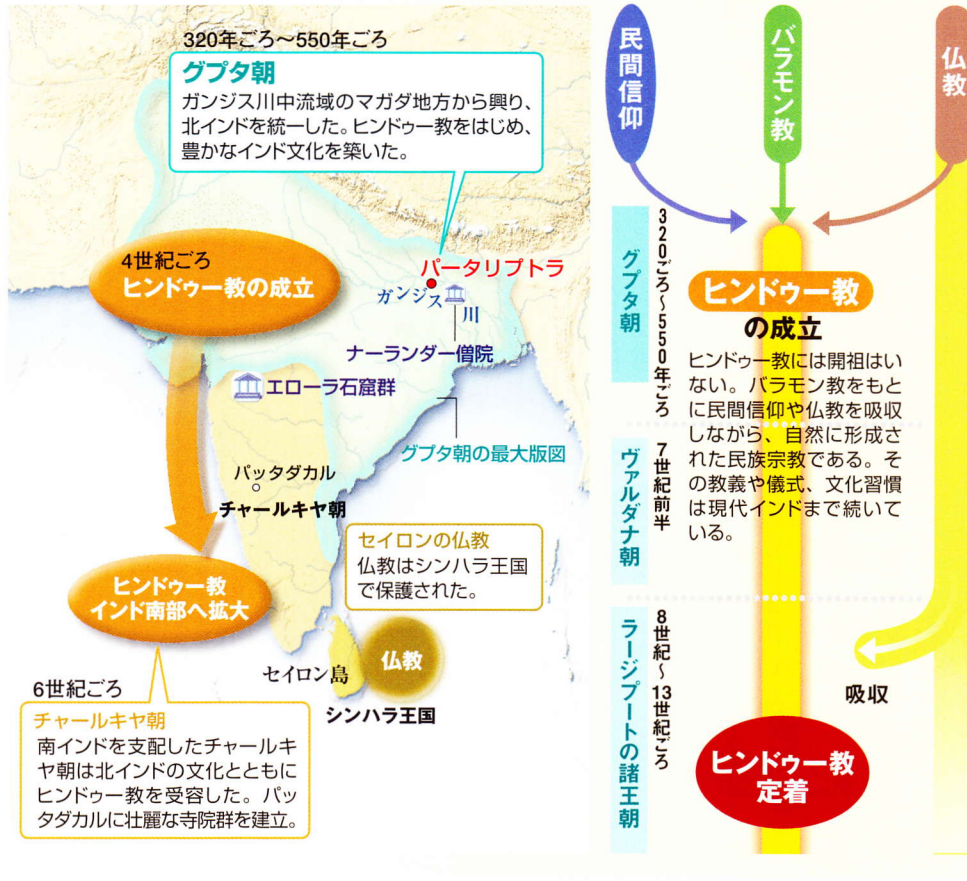 320年ごろ～550年ごろ
グプタ朝
ガンジス川中流域のマガダ地方から興り、
北インドを統一した。ヒンドゥー教をはじめ、
豊かなインド文化を築いた。
4世紀ごろ
ヒンドゥー教の成立
パータリプトラ
ガンジス川
ナーランダー僧院
エローラ石窟群
グプタ朝の最大版図
パッタダカル
チャールキヤ朝
セイロンの仏教
仏教はシンハラ王国
で保護された。
ヒンドゥー教
インド南部へ拡大
仏教
セイロン島
シンハラ王国
6世紀ごろ
チャールキヤ朝
南インドを支配したチャールキ
ヤ朝は北インドの文化とともに
ヒンドゥー教を受容した。パッ
タダカルに壮麗な寺院群を建立。
民間信仰
バラモン教
仏教
グプタ朝
320ごろ～550年ごろ
ヒンドゥー教
の成立
ヒンドゥー教には開祖はい
ない。バラモン教をもと
に民間信仰や仏教を吸収
しながら、自然に形成さ
れた民族宗教である。そ
の教義や儀式、文化習慣
は現代インドまで続いて
いる。
ヴァルダナ朝
7世紀前半
ラージプートの諸王朝
8世紀～13世紀ごろ
吸収
ヒンドゥー教
定着